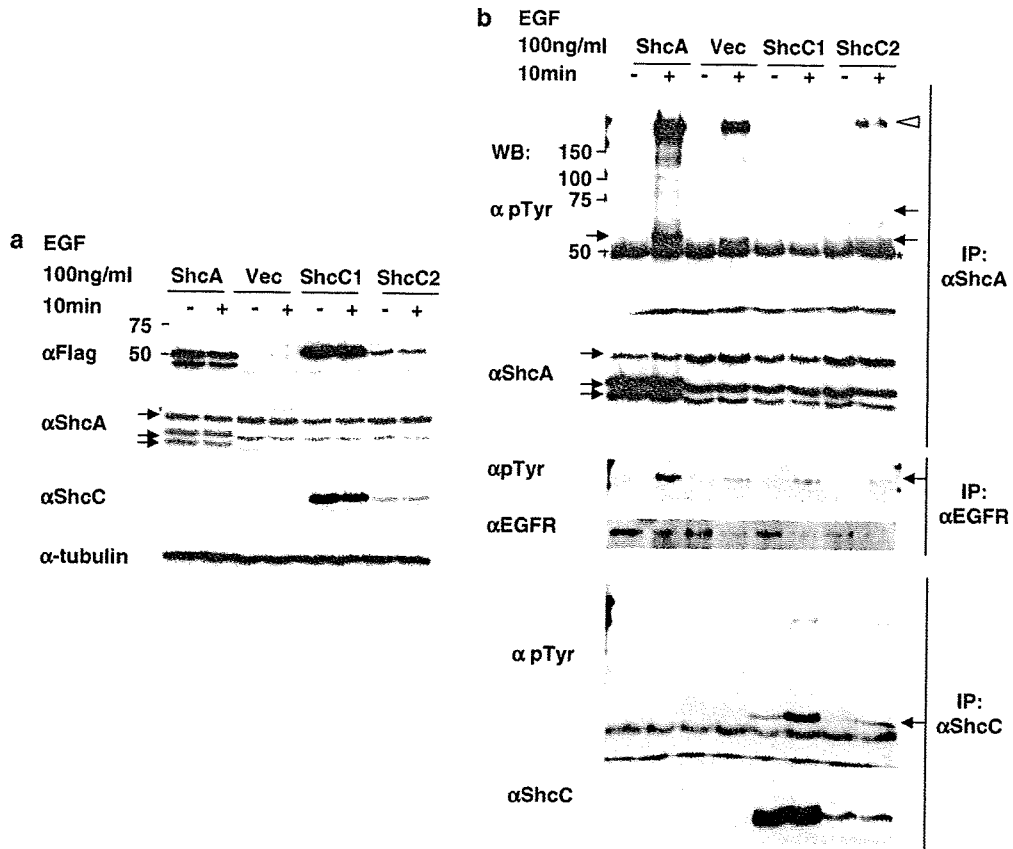 a EGF
100ng/ml ShcA Vec ShcC1 ShcC2
10min - + - + - + - +
75
αFlag 50
αShcA
αShcC
α-tubulin
b EGF
100ng/ml ShcA Vec ShcC1 ShcC2
10min - + - + - + - +
WB: 150
100
75
α pTyr
50 *
IP:
αShcA
αShcA
αpTyr
αEGFR
IP:
αEGFR
α pTyr
IP:
αShcC
αShcC